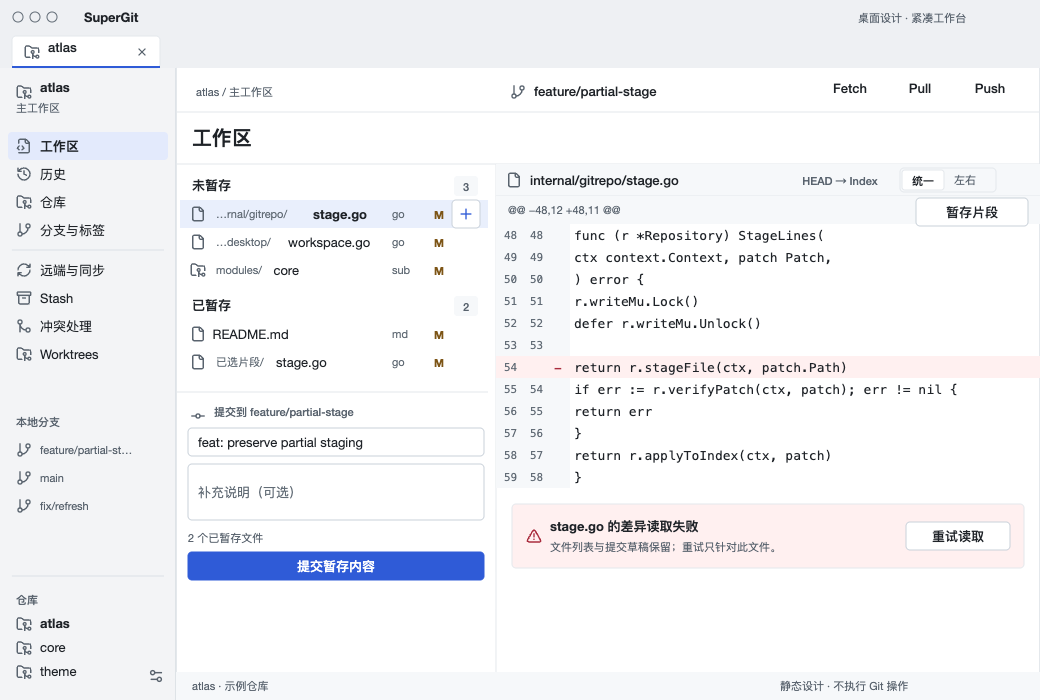 SuperGit
桌面设计 · 紧凑工作台
atlas
atlas
主工作区
工作区
历史
仓库
分支与标签
远端与同步
Stash
冲突处理
Worktrees
本地分支
feature/partial-st…
main
fix/refresh
仓库
atlas
core
theme
atlas / 主工作区
feature/partial-stage
Fetch
Pull
Push
工作区
未暂存 3
…rnal/gitrepo/ stage.go go M +
…desktop/ workspace.go go M
modules/ core sub M
已暂存 2
README.md md M
已选片段/ stage.go go M
提交到 feature/partial-stage
feat: preserve partial staging
补充说明（可选）
2 个已暂存文件
提交暂存内容
internal/gitrepo/stage.go HEAD → Index 统一 左右
@@ −48,12 +48,11 @@ 暂存片段
48 48 func (r *Repository) StageLines(
49 49 ctx context.Context, patch Patch,
50 50 ) error {
51 51 r.writeMu.Lock()
52 52 defer r.writeMu.Unlock()
53 53
54 − return r.stageFile(ctx, patch.Path)
55 54 if err := r.verifyPatch(ctx, patch); err != nil {
56 55 return err
57 56 }
58 57 return r.applyToIndex(ctx, patch)
59 58 }
stage.go 的差异读取失败
文件列表与提交草稿保留；重试只针对此文件。
重试读取
atlas · 示例仓库
静态设计 · 不执行 Git 操作